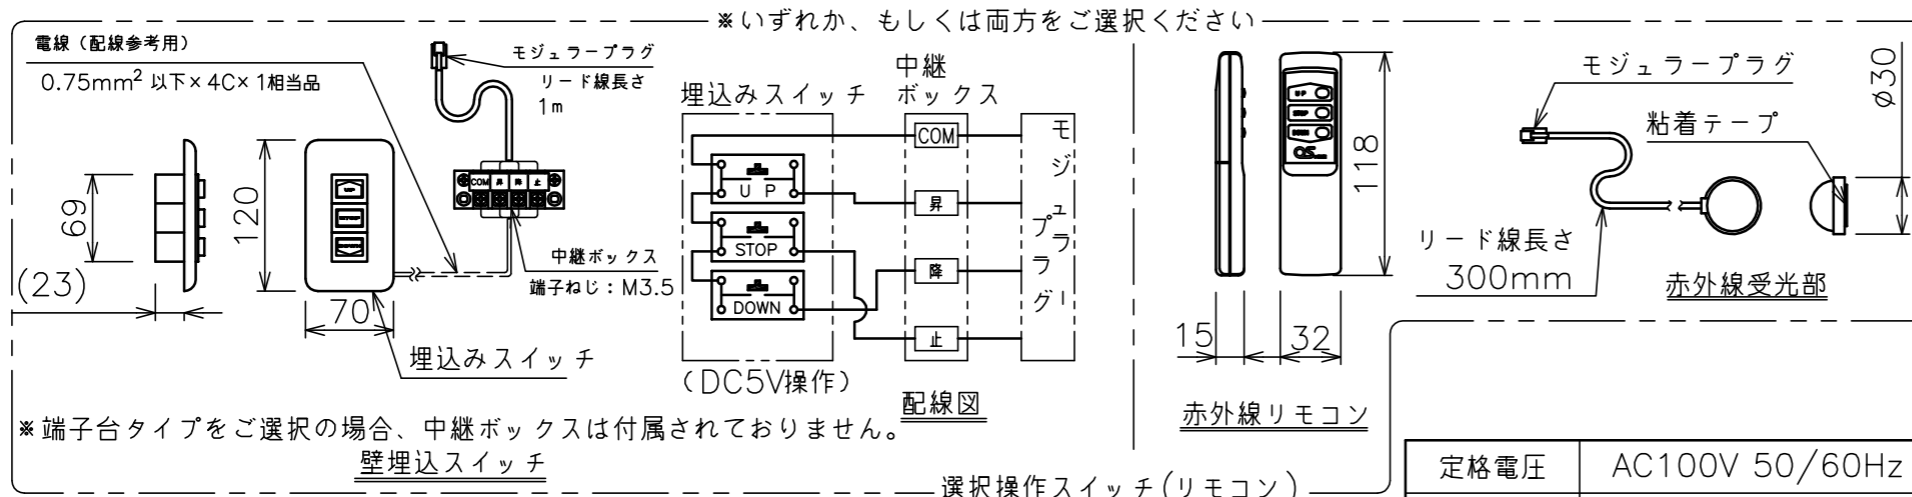 ※いずれか、もしくは両方をご選択ください
電線（配線参考用）
0.75mm² 以下×4C×1相当品
モジュラープラグ
リード線長さ
1m
COM 昇 降 止
中継ボックス
端子ねじ：M3.5
69
(23)
120
70
UP
埋込みスイッチ
埋込みスイッチ
中継
ボックス
UP
STOP
DOWN
COM
昇
降
止
モジュラープラグ
(DC5V操作)
配線図
※端子台タイプをご選択の場合、中継ボックスは付属されておりません。
壁埋込スイッチ
UP
STOP
DOWN
OS
118
15
32
赤外線リモコン
モジュラープラグ
粘着テープ
ø30
リード線長さ
300mm
赤外線受光部
選択操作スイッチ(リモコン)
定格電圧 AC100V 50/60Hz